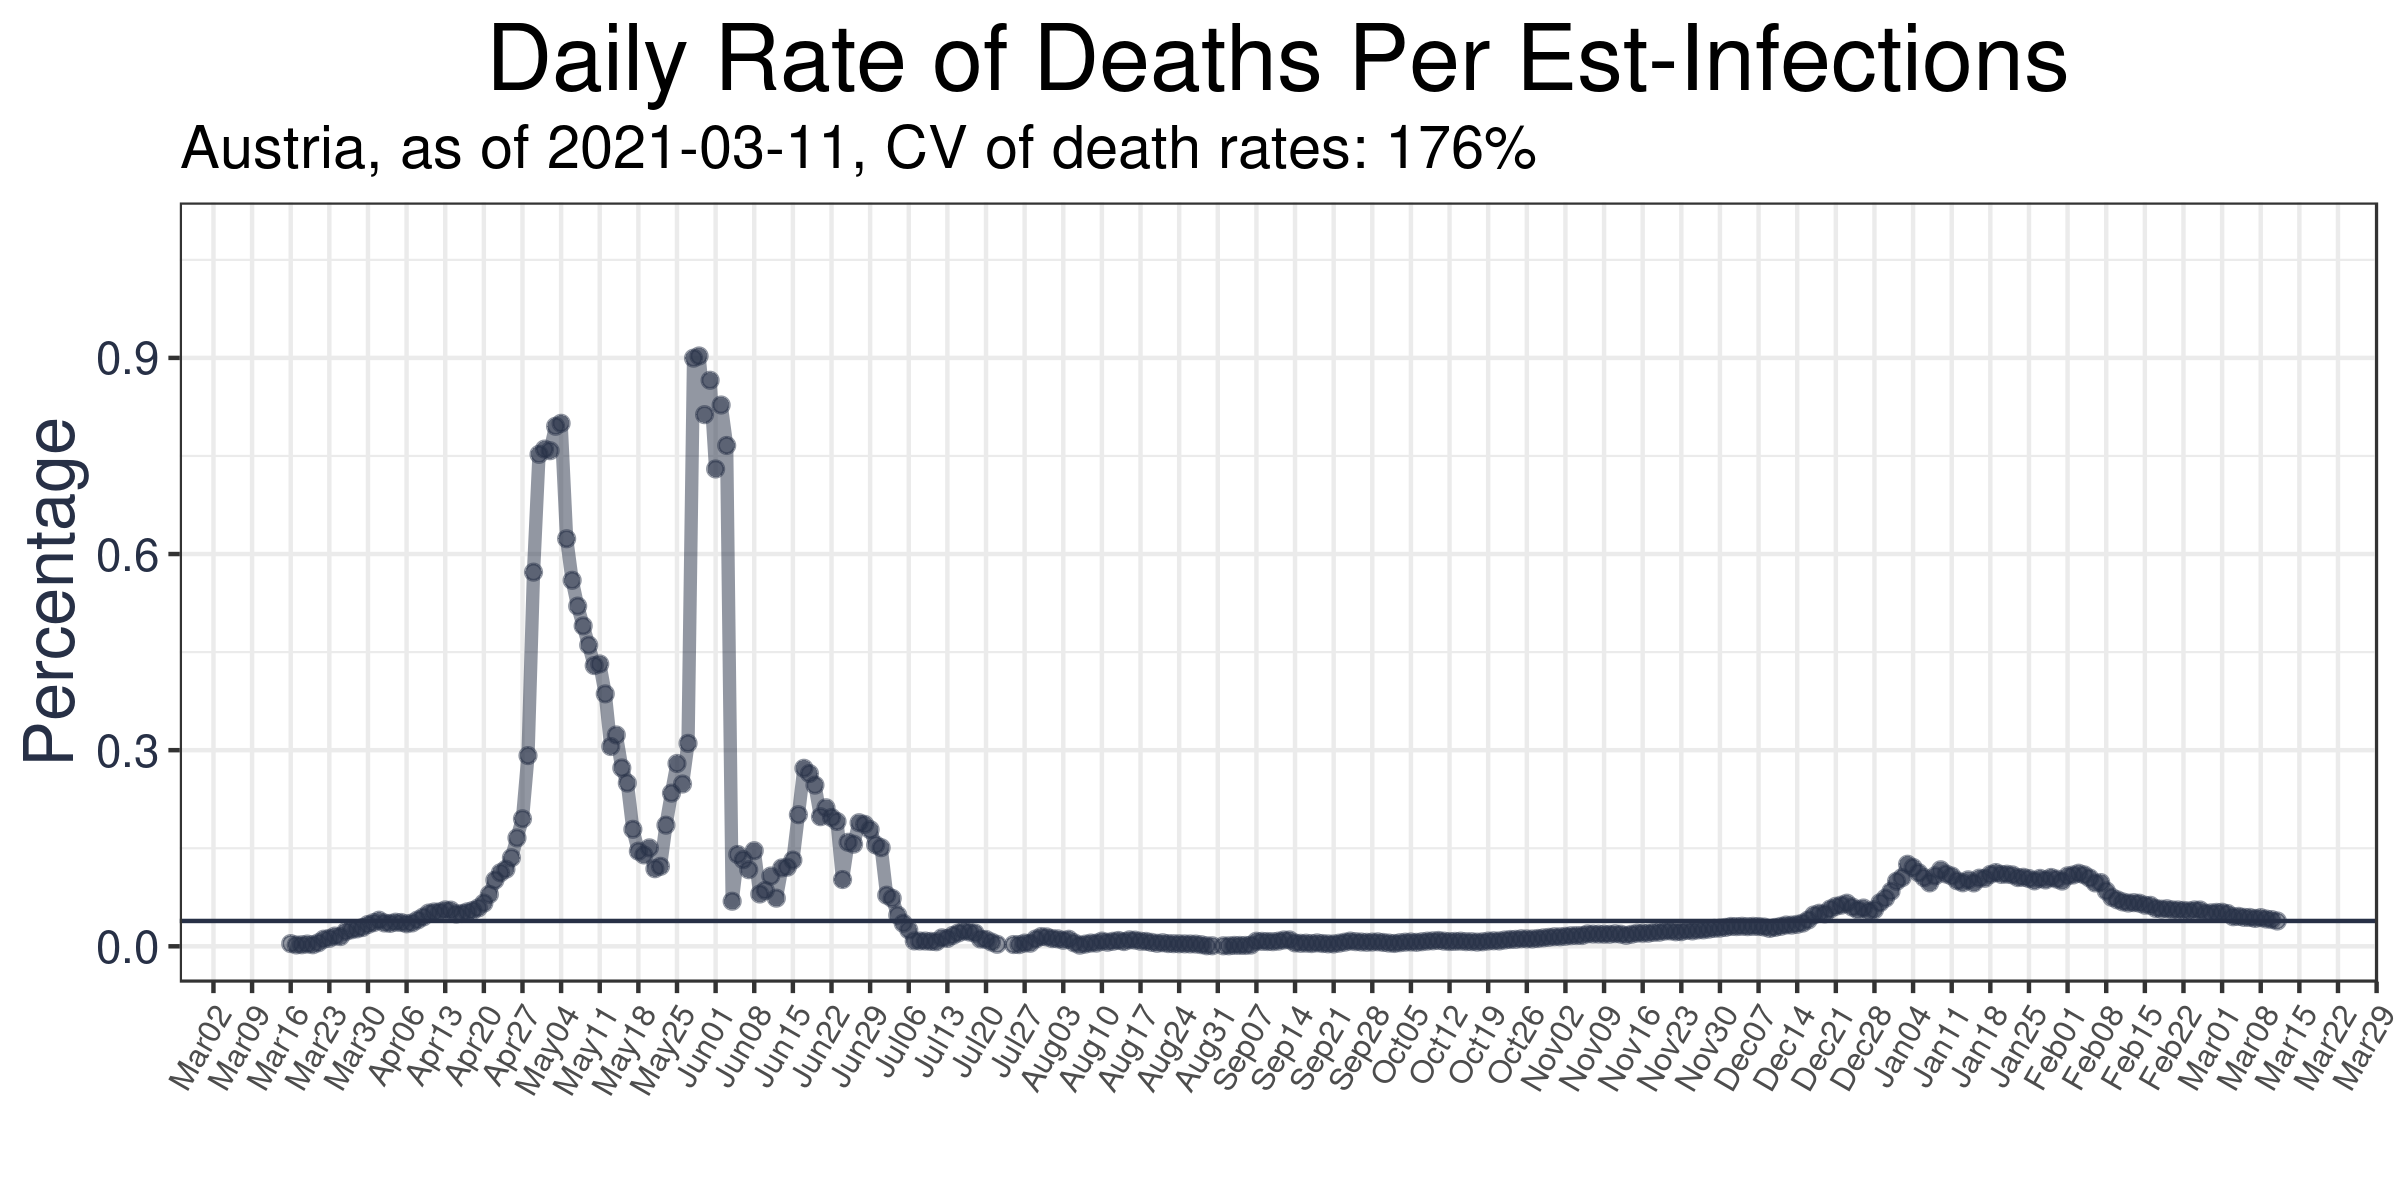 Daily Rate of Deaths Per Est-Infections
Austria, as of 2021-03-11, CV of death rates: 176%
Percentage
0.9
0.6
0.3
0.0
Mar02
Mar09
Mar16
Mar23
Mar30
Apr06
Apr13
Apr20
Apr27
May04
May11
May18
May25
Jun01
Jun08
Jun15
Jun22
Jun29
Jul06
Jul13
Jul20
Jul27
Aug03
Aug10
Aug17
Aug24
Aug31
Sep07
Sep14
Sep21
Sep28
Oct05
Oct12
Oct19
Oct26
Nov02
Nov09
Nov16
Nov23
Nov30
Dec07
Dec14
Dec21
Dec28
Jan04
Jan11
Jan18
Jan25
Feb01
Feb08
Feb15
Feb22
Mar01
Mar08
Mar15
Mar22
Mar29